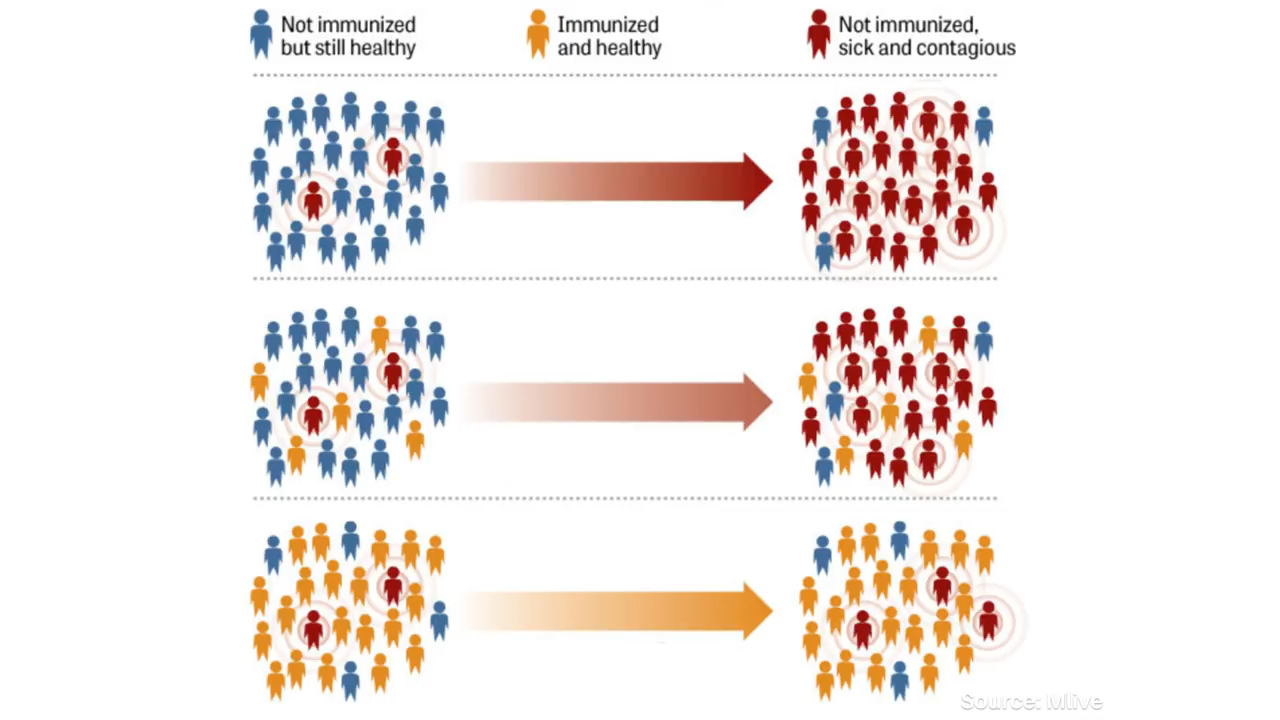 Not immunized
but still healthy
Immunized
and healthy
Not immunized,
sick and contagious
Source: Mlive